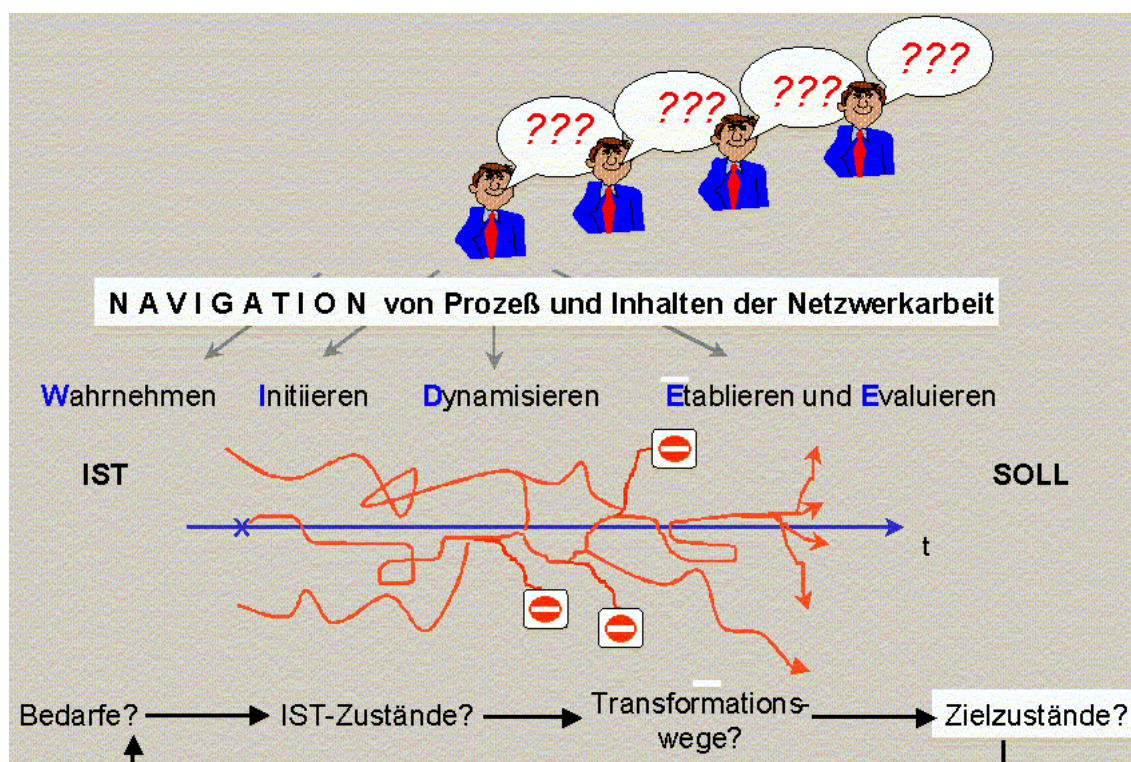 ???
???
???
???
N A V I G A T I O N von Prozeß und Inhalten der Netzwerkarbeit
Wahrnehmen Initiieren Dynamisieren Etablieren und Evaluieren
IST SOLL
t
Bedarfe? IST-Zustände? Transformations-
wege? Zielzustände?